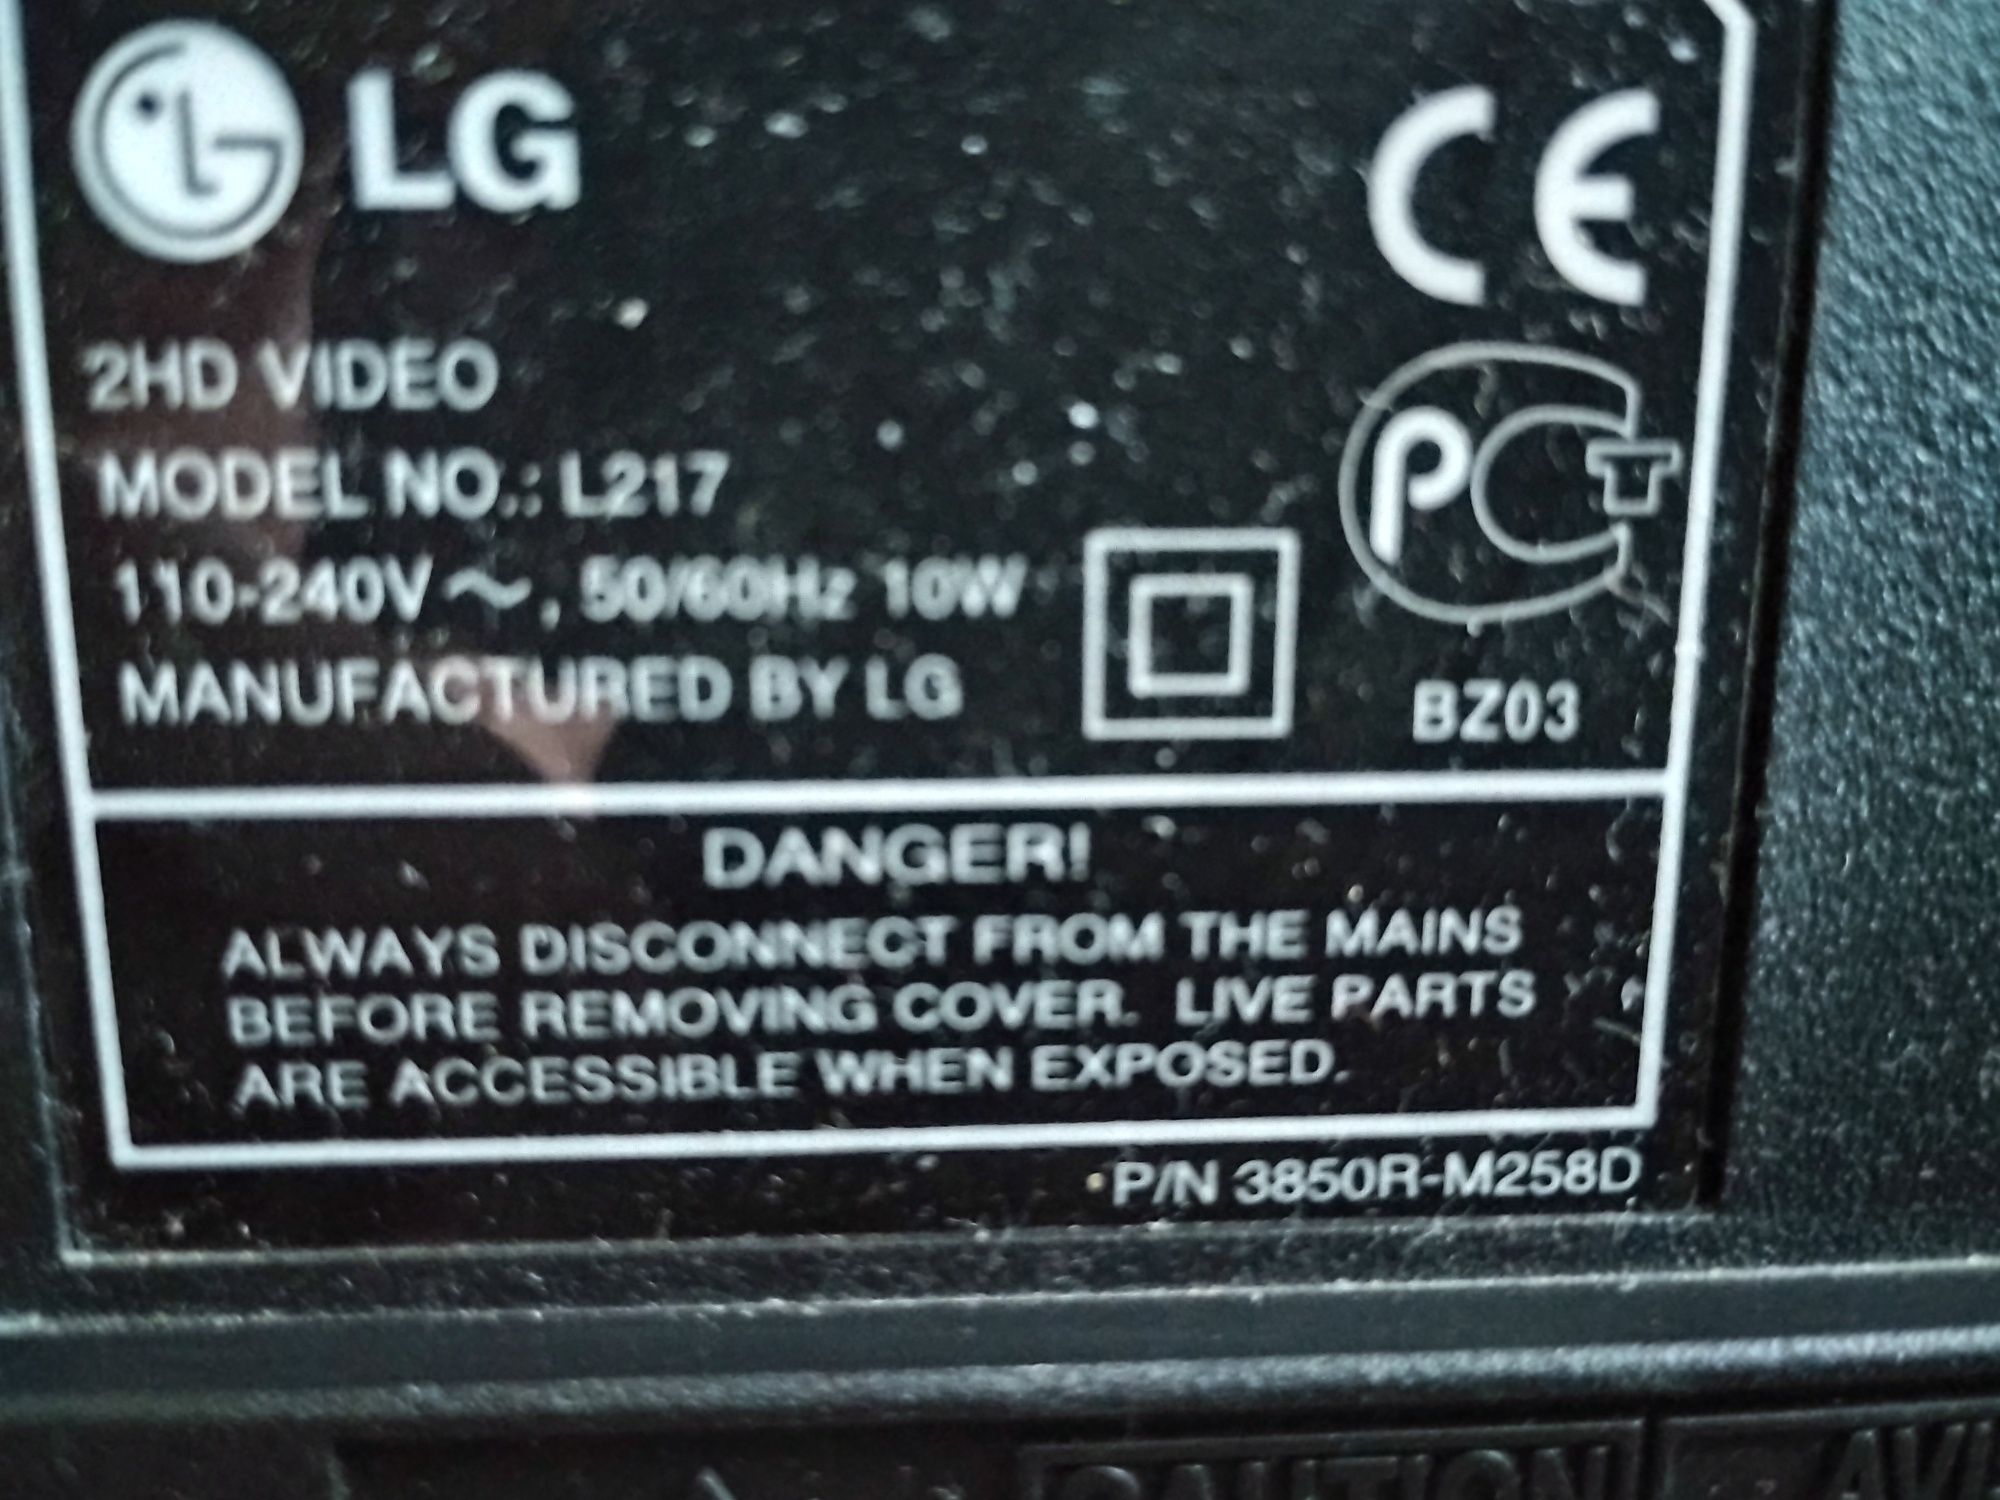 LG
CE
2HD VIDEO
MODEL NO.: L217
110-240V ~, 50/60Hz 10W
MANUFACTURED BY LG
PCT
BZ03
DANGER!
ALWAYS DISCONNECT FROM THE MAINS
BEFORE REMOVING COVER. LIVE PARTS
ARE ACCESSIBLE WHEN EXPOSED.
P/N 3850R-M258D
CAUTION